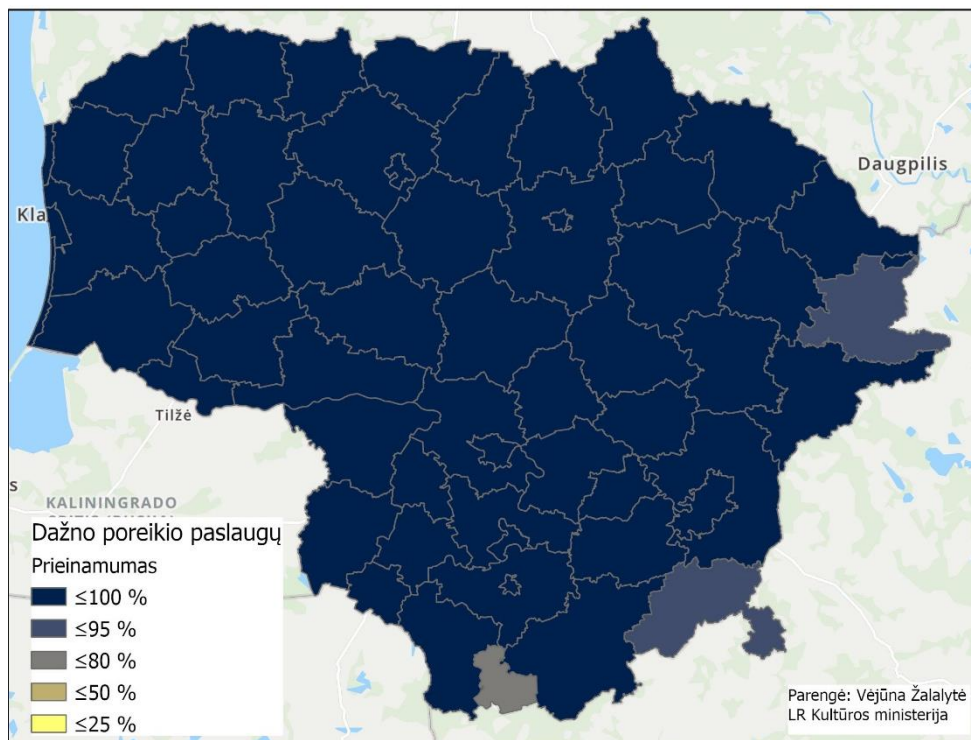 Daugpilis
Kla
Tilžė
s
KALININGRADO
Dažno poreikio paslaugų
Prieinamumas
≤100 %
≤95 %
≤80 %
≤50 %
≤25 %
Parengė: Vėjūna Žalalytė
LR Kultūros ministerija